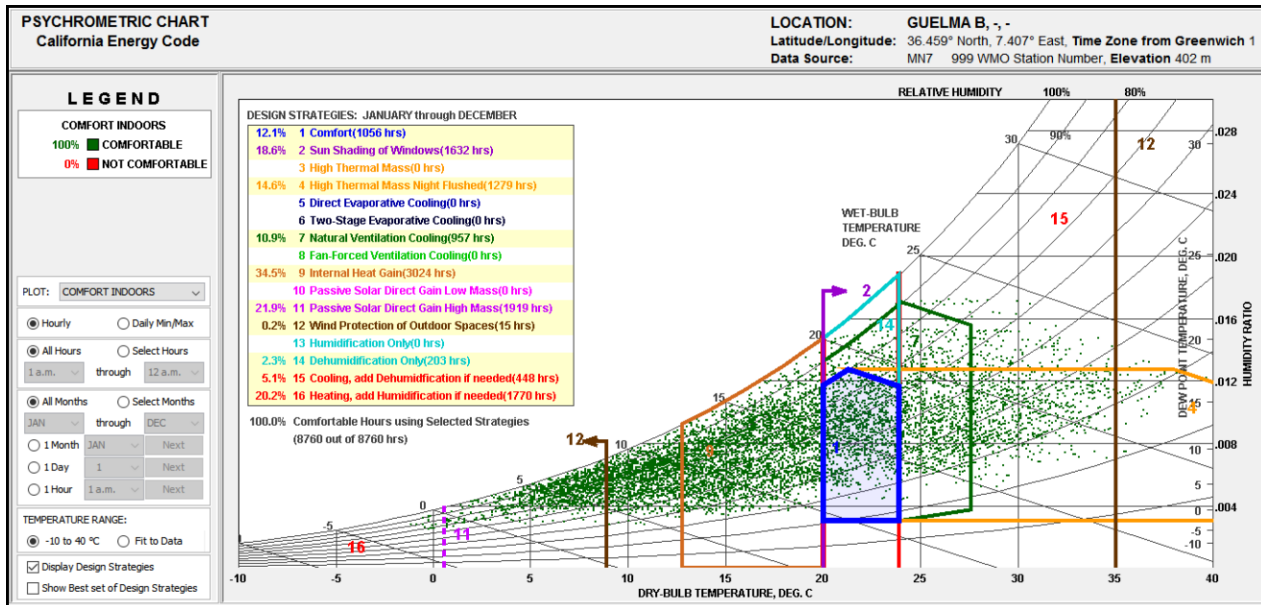 PSYCHROMETRIC CHART
California Energy Code
LOCATION: GUELMA B, -, -
Latitude/Longitude: 36.459° North, 7.407° East, Time Zone from Greenwich 1
Data Source: MN7 999 WMO Station Number, Elevation 402 m
LEGEND
COMFORT INDOORS
100% COMFORTABLE
0% NOT COMFORTABLE
PLOT: COMFORT INDOORS
Hourly Daily Min/Max
All Hours Select Hours
1 a.m. through 12 a.m.
All Months Select Months
JAN through DEC
1 Month JAN Next
1 Day 1 Next
1 Hour 1 a.m. Next
TEMPERATURE RANGE:
-10 to 40 °C Fit to Data
Display Design Strategies
Show Best set of Design Strategies
RELATIVE HUMIDITY 100% 80%
90%
DESIGN STRATEGIES: JANUARY through DECEMBER
12.1% 1 Comfort(1056 hrs)
18.6% 2 Sun Shading of Windows(1632 hrs)
3 High Thermal Mass(0 hrs)
14.6% 4 High Thermal Mass Night Flushed(1279 hrs)
5 Direct Evaporative Cooling(0 hrs)
6 Two-Stage Evaporative Cooling(0 hrs)
10.9% 7 Natural Ventilation Cooling(957 hrs)
8 Fan-Forced Ventilation Cooling(0 hrs)
34.5% 9 Internal Heat Gain(3024 hrs)
10 Passive Solar Direct Gain Low Mass(0 hrs)
21.9% 11 Passive Solar Direct Gain High Mass(1919 hrs)
0.2% 12 Wind Protection of Outdoor Spaces(15 hrs)
13 Humidification Only(0 hrs)
2.3% 14 Dehumidification Only(203 hrs)
5.1% 15 Cooling, add Dehumidfication if needed(448 hrs)
20.2% 16 Heating, add Humidification if needed(1770 hrs)
100.0% Comfortable Hours using Selected Strategies
(8760 out of 8760 hrs)
WET-BULB
TEMPERATURE
DEG. C
-5
0
5
10
15
20
25
30
12
15
2
14
7
1
9
12
11
16
4
30
25
20
15
10
5
0
-5
-10
DEW POINT TEMPERATURE, DEG. C
.028
.024
.020
.016
.012
.008
.004
HUMIDITY RATIO
-10 -5 0 5 10 15 20 25 30 35 40
DRY-BULB TEMPERATURE, DEG. C